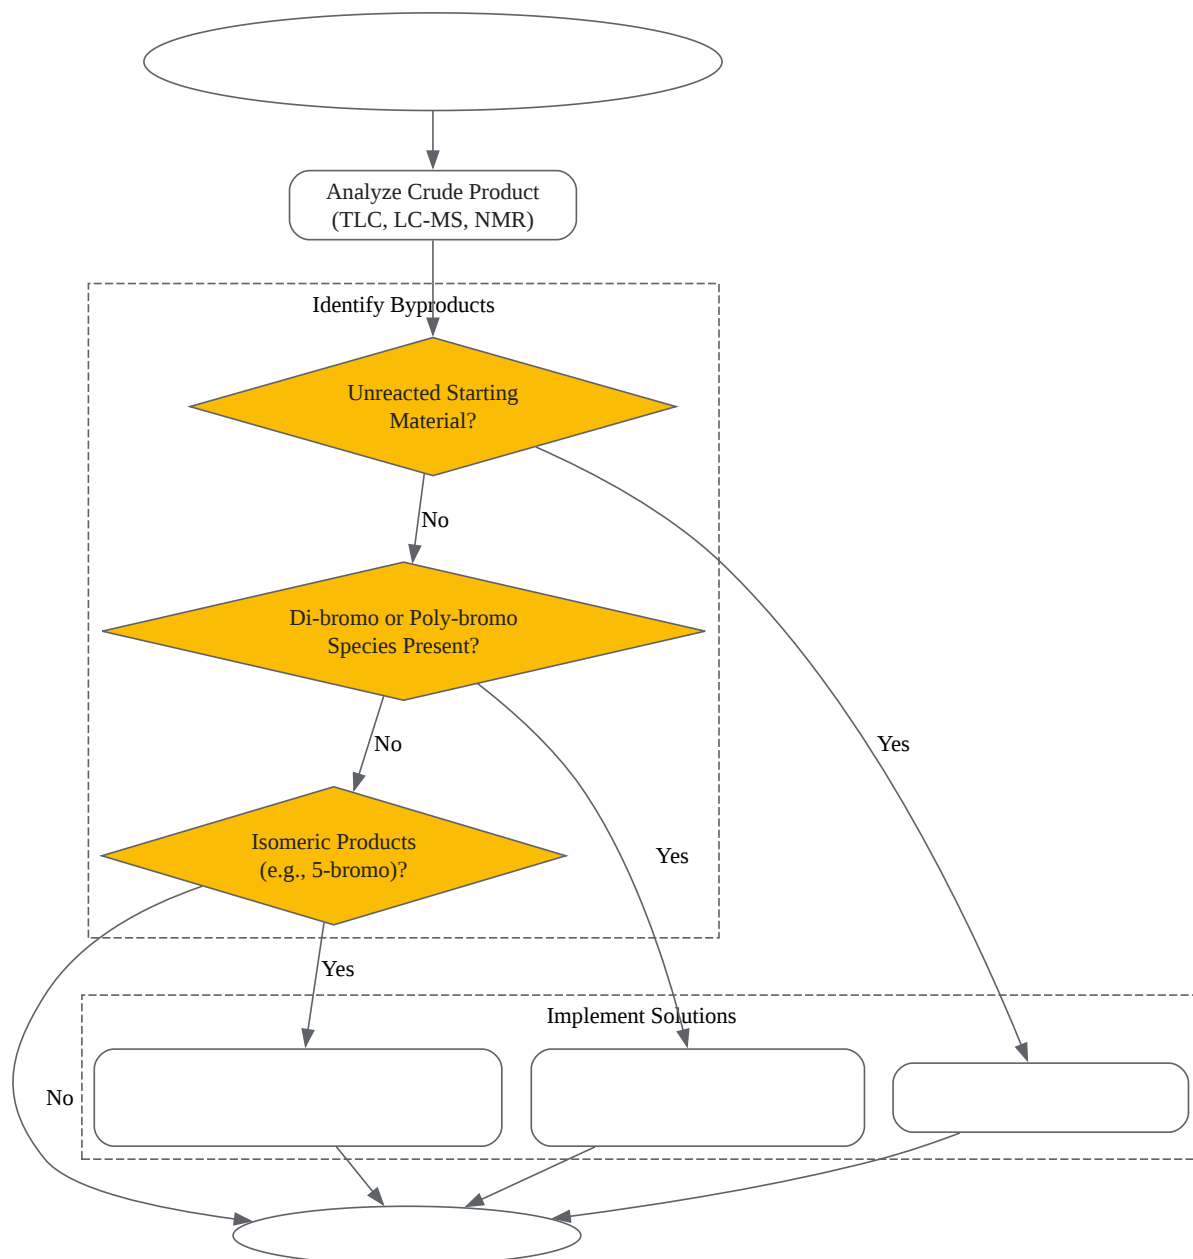 Analyze Crude Product
(TLC, LC-MS, NMR)
Identify Byproducts
Unreacted Starting
Material?
No
Di-bromo or Poly-bromo
Species Present?
No
Yes
Isomeric Products
(e.g., 5-bromo)?
Yes
Yes
Implement Solutions
No